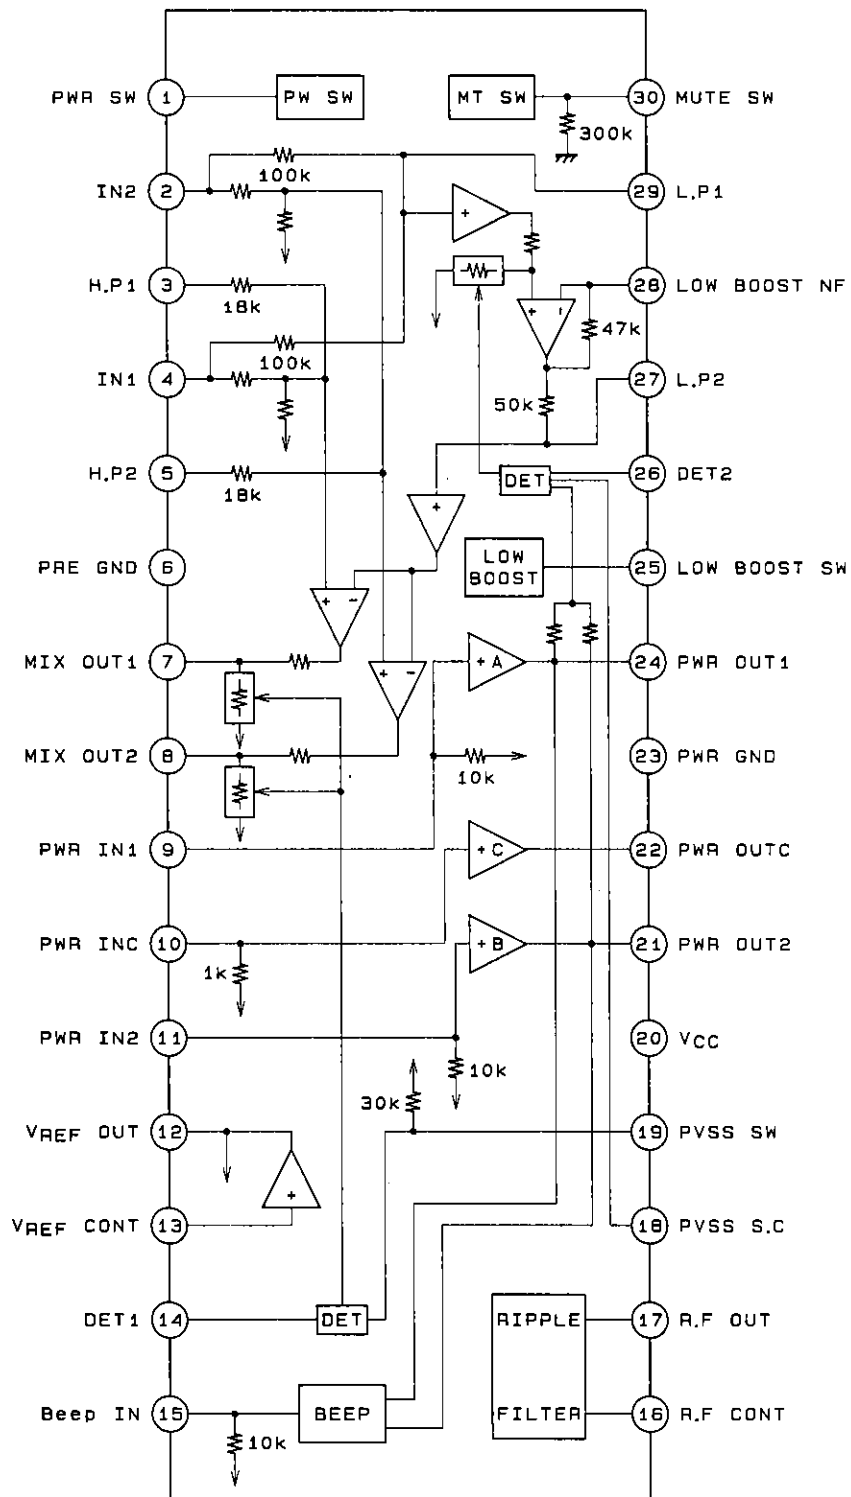 PWR SW 1 PW SW MT SW 30 MUTE SW
300k
100k
IN2 2 + 29 L.P1
H.P1 3 28 LOW BOOST NF
18k + - 47k
100k
IN1 4 27 L.P2
50k
H.P2 5 DET 26 DET2
18k +
PRE GND 6 LOW BOOST 25 LOW BOOST SW
+ -
MIX OUT1 7 + - + A 24 PWR OUT1
MIX OUT2 8 10k 23 PWR GND
PWR IN1 9 + C 22 PWR OUTC
PWR INC 10 + B 21 PWR OUT2
1k
PWR IN2 11 20 VCC
10k
30k
VREF OUT 12 19 PVSS SW
+
VREF CONT 13 18 PVSS S.C
DET1 14 DET RIPPLE 17 R.F OUT
Beep IN 15 BEEP FILTER 16 R.F CONT
10k